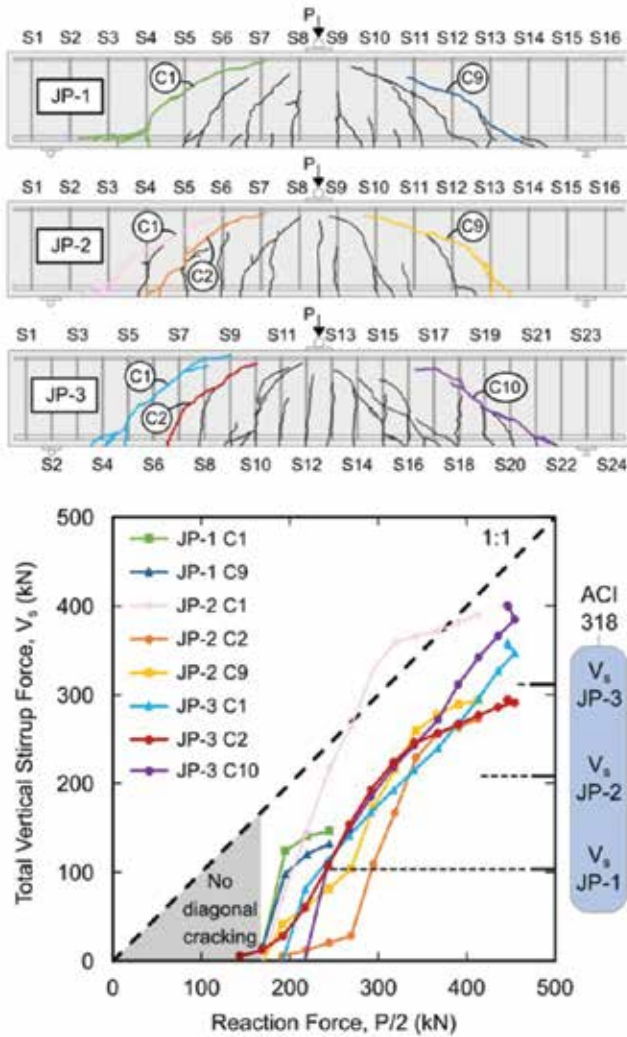 P
S1 S2 S3 S4 S5 S6 S7 S8 S9 S10 S11 S12 S13 S14 S15 S16
C1 C9
JP-1
P
S1 S2 S3 S4 S5 S6 S7 S8 S9 S10 S11 S12 S13 S14 S15 S16
C1 C9
JP-2
C2
P
S1 S3 S5 S7 S9 S11 S13 S15 S17 S19 S21 S23
C1
JP-3 C2 C10
S2 S4 S6 S8 S10 S12 S14 S16 S18 S20 S22 S24
500
400
300
200
100
0
Total Vertical Stirrup Force, Vs (kN)
JP-1 C1
JP-1 C9
JP-2 C1
JP-2 C2
JP-2 C9
JP-3 C1
JP-3 C2
JP-3 C10
1:1
No
diagonal
cracking
ACI
318
Vs
JP-3
Vs
JP-2
Vs
JP-1
0 100 200 300 400 500
Reaction Force, P/2 (kN)